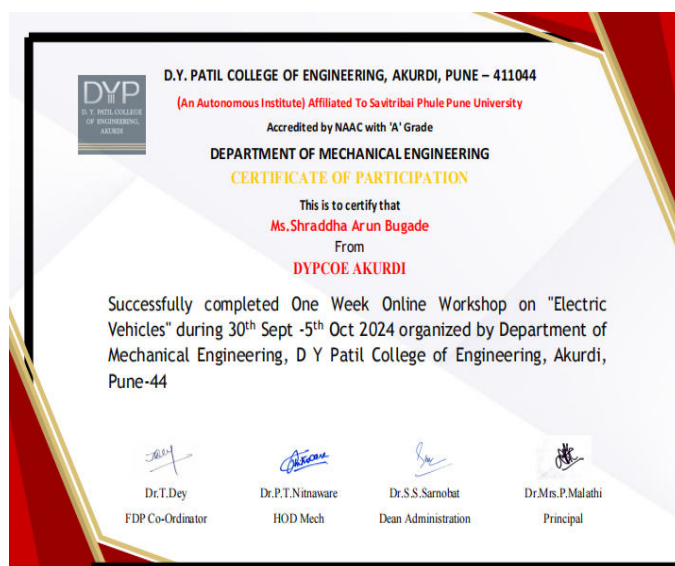 D.Y. PATIL COLLEGE OF ENGINEERING, AKURDI, PUNE – 411044
DYP
D. Y. PATIL COLLEGE
OF ENGINEERING,
AKURDI
(An Autonomous Institute) Affiliated To Savitribai Phule Pune University
Accredited by NAAC with 'A' Grade
DEPARTMENT OF MECHANICAL ENGINEERING
CERTIFICATE OF PARTICIPATION
This is to certify that
Ms.Shraddha Arun Bugade
From
DYPCOE AKURDI
Successfully completed One Week Online Workshop on "Electric
Vehicles" during 30th Sept -5th Oct 2024 organized by Department of
Mechanical Engineering, D Y Patil College of Engineering, Akurdi,
Pune-44
Dr.T.Dey Dr.P.T.Nitnaware Dr.S.S.Sarnobat Dr.Mrs.P.Malathi
FDP Co-Ordinator HOD Mech Dean Administration Principal